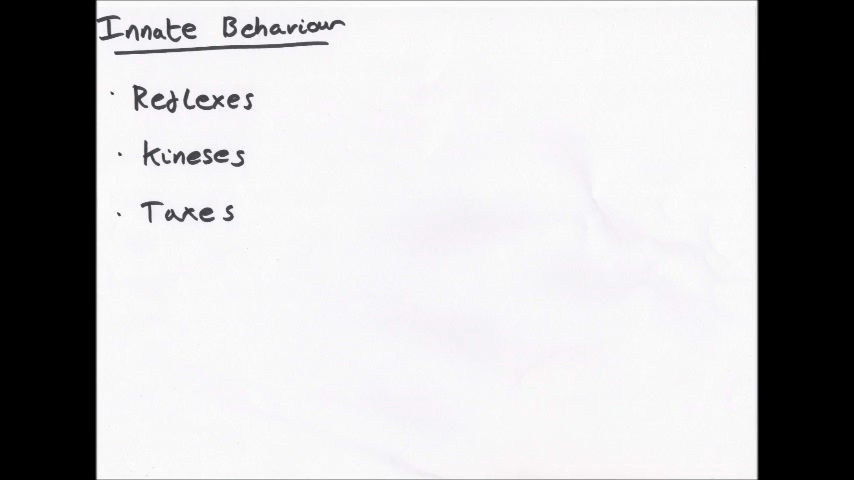 Innate Behaviour
· Reflexes
· Kineses
· Taxes